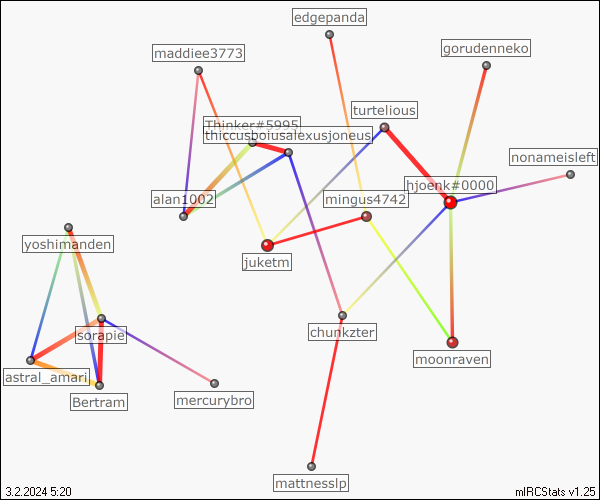 edgepanda
gorudenneko
maddiee3773
turtelious
Thinker#5995
thiccusboiusalexusjoneus
nonameisleft
hjoenk#0000
alan1002
mingus4742
yoshimanden
juketm
sorapie
chunkzter
moonraven
astral_amari
Bertram
mercurybro
mattnesslp
3.2.2024 5:20
mIRCStats v1.25